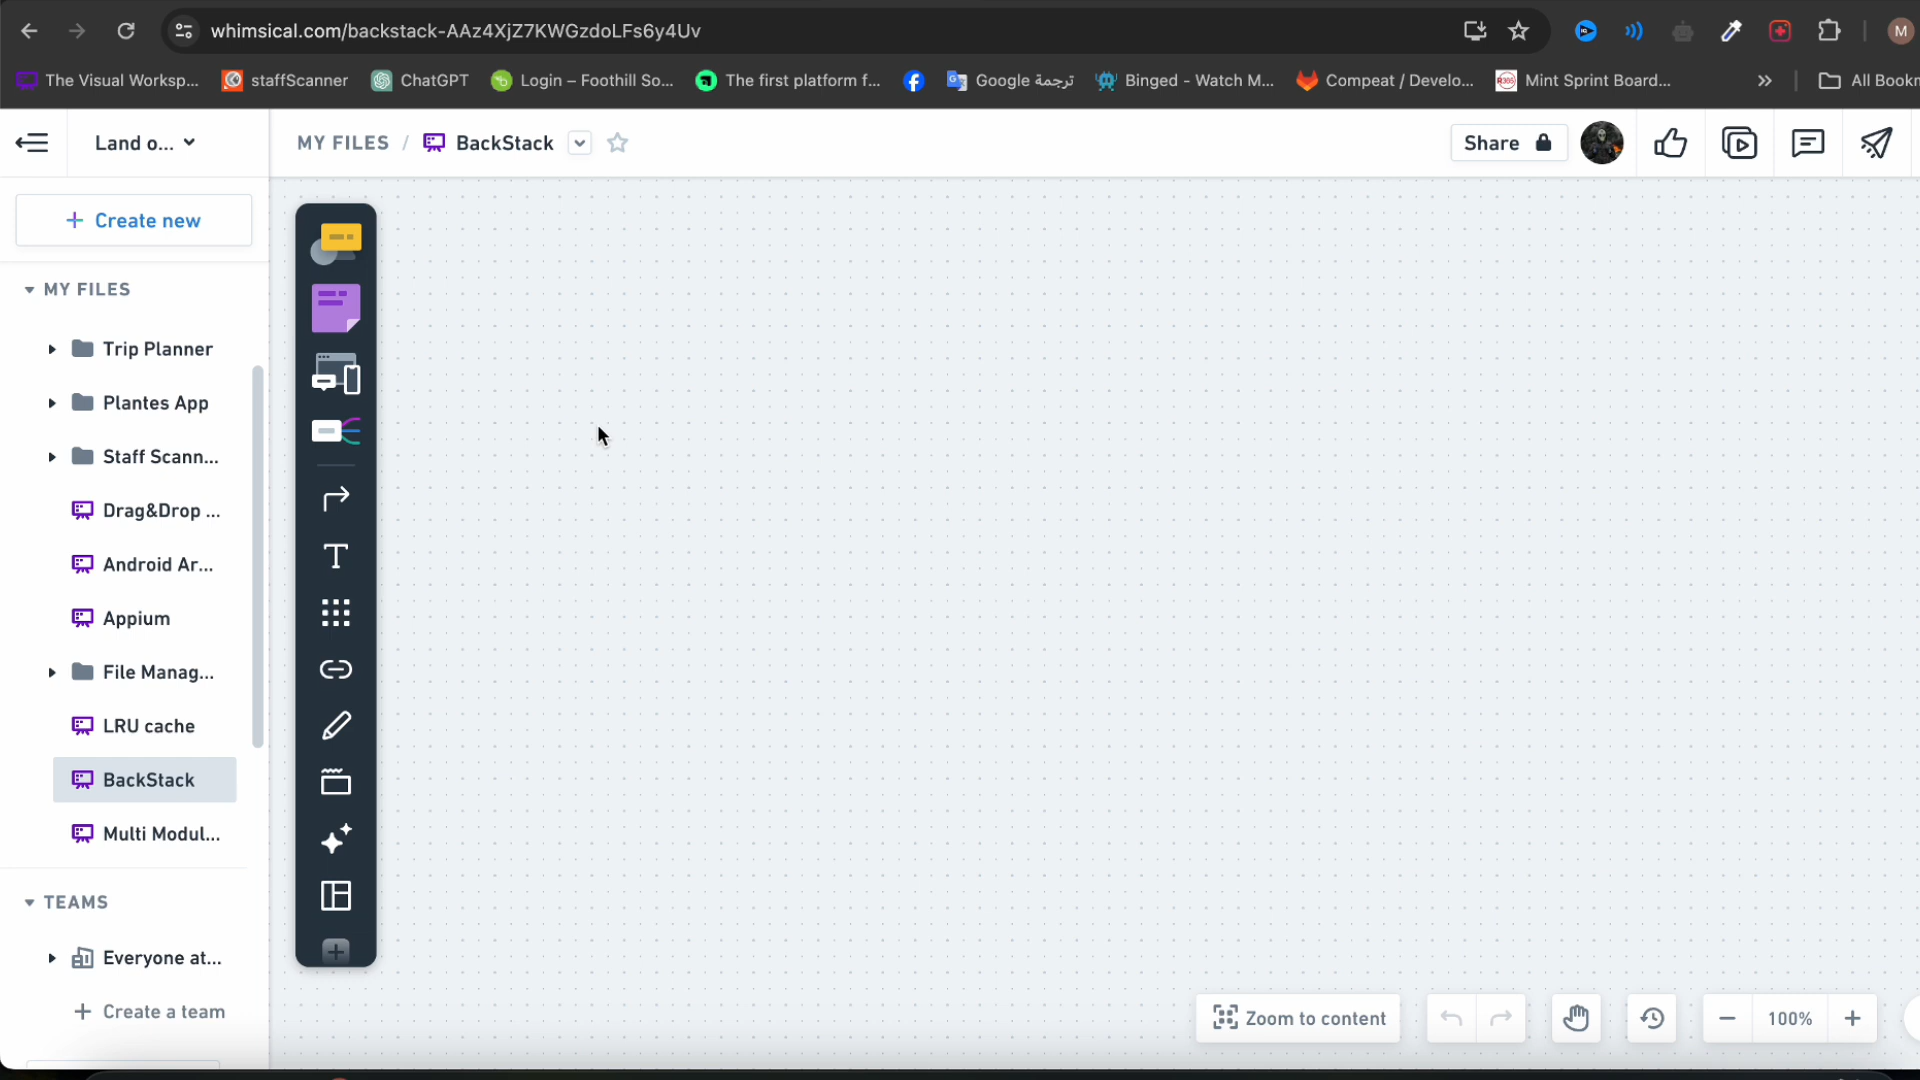 whimsical.com/backstack-AAz4XjZ7KWGzdoLFs6y4Uv
M
The Visual Worksp...
staffScanner
ChatGPT
Login – Foothill So...
The first platform f...
ترجمة Google
Binged - Watch M...
Compeat / Develo...
Mint Sprint Board...
»
All Bookn
Land o...
MY FILES / BackStack
Share
Create new
MY FILES
Trip Planner
Plantes App
Staff Scann...
Drag&Drop ...
Android Ar...
Appium
File Manag...
LRU cache
BackStack
Multi Modul...
TEAMS
Everyone at...
Create a team
T
Zoom to content
100%